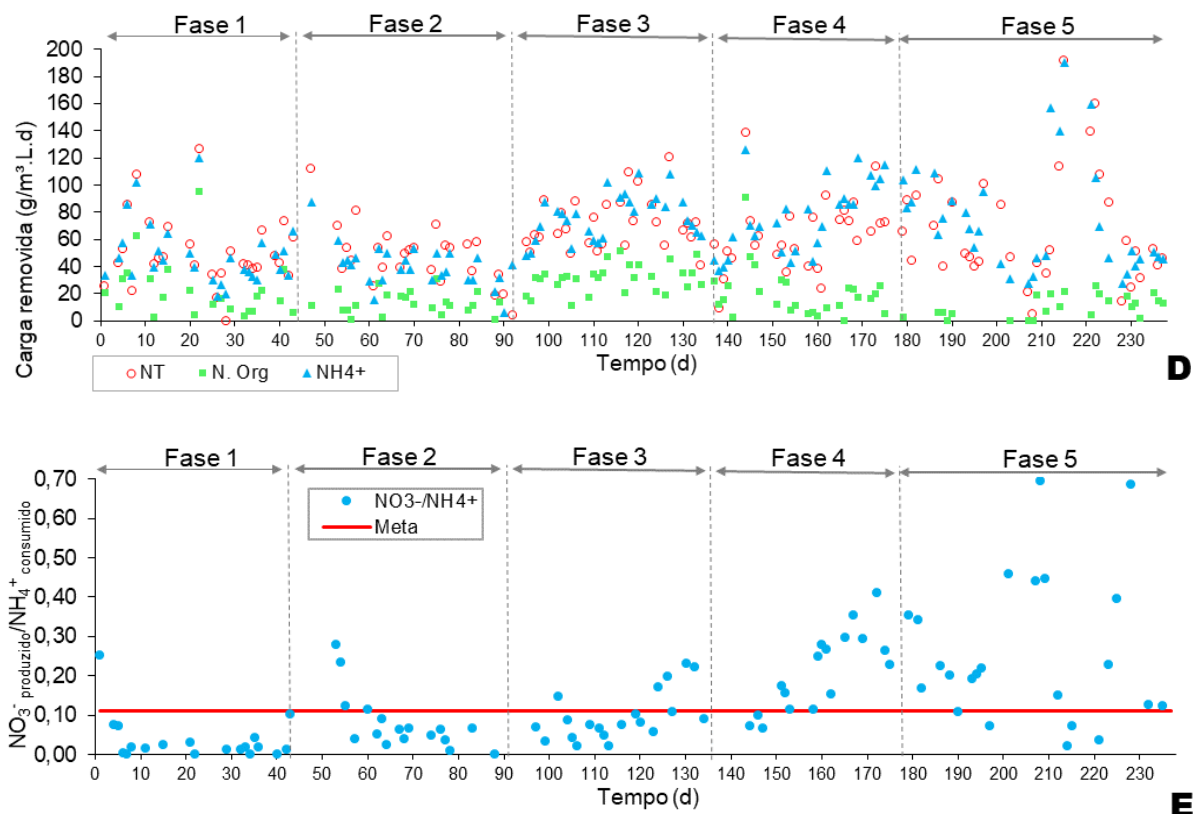 Fase 1 Fase 2 Fase 3 Fase 4 Fase 5
200
180
160
140
120
100
80
60
40
20
0
Carga removida (g/m³.L.d)
0 10 20 30 40 50 60 70 80 90 100 110 120 130 140 150 160 170 180 190 200 210 220 230
Tempo (d)
NT N. Org NH4+
D
Fase 1 Fase 2 Fase 3 Fase 4 Fase 5
0,70
0,60
0,50
0,40
0,30
0,20
0,10
0,00
NO₃⁻ produzido/NH₄⁺ consumido
NO3-/NH4+
Meta
0 10 20 30 40 50 60 70 80 90 100 110 120 130 140 150 160 170 180 190 200 210 220 230
Tempo (d)
E